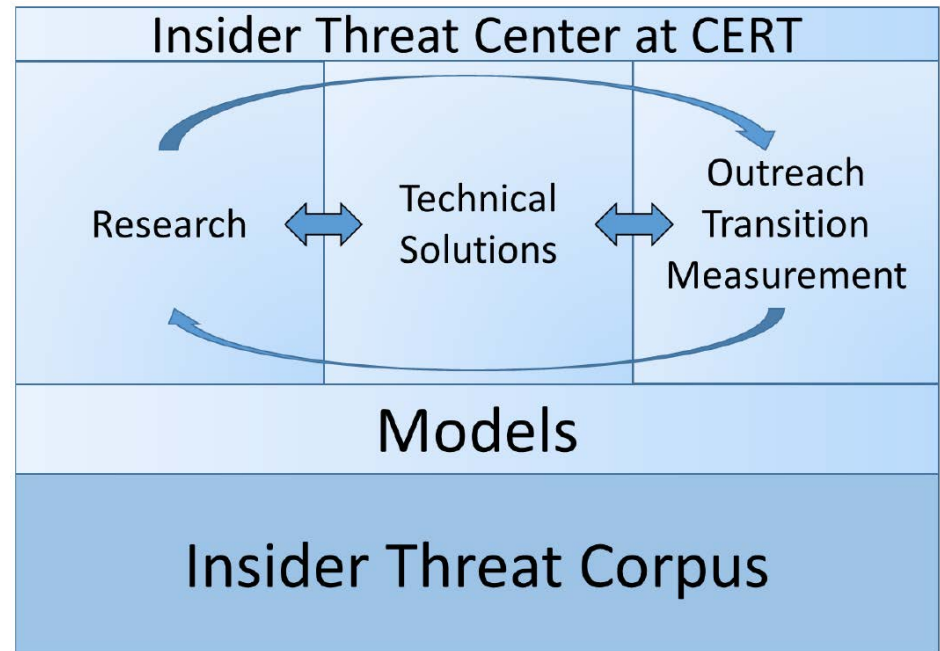 Insider Threat Center at CERT
Research
Technical
Solutions
Outreach
Transition
Measurement
Models
Insider Threat Corpus